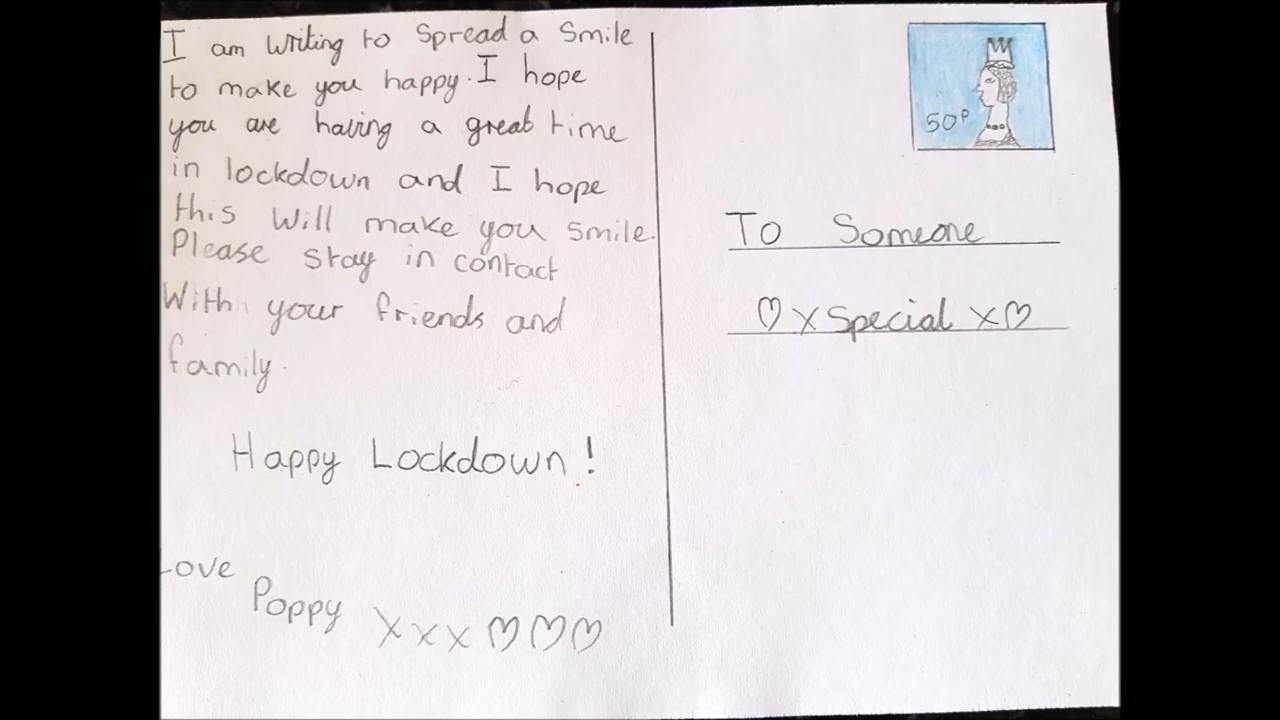 I am writing to Spread a Smile
to make you happy. I hope
you are having a great time
in lockdown and I hope
this Will make you smile.
Please stay in contact
With your friends and
family.
Happy Lockdown!
Love
Poppy xxx♡♡♡
50P
To Someone
♡ x Special x ♡